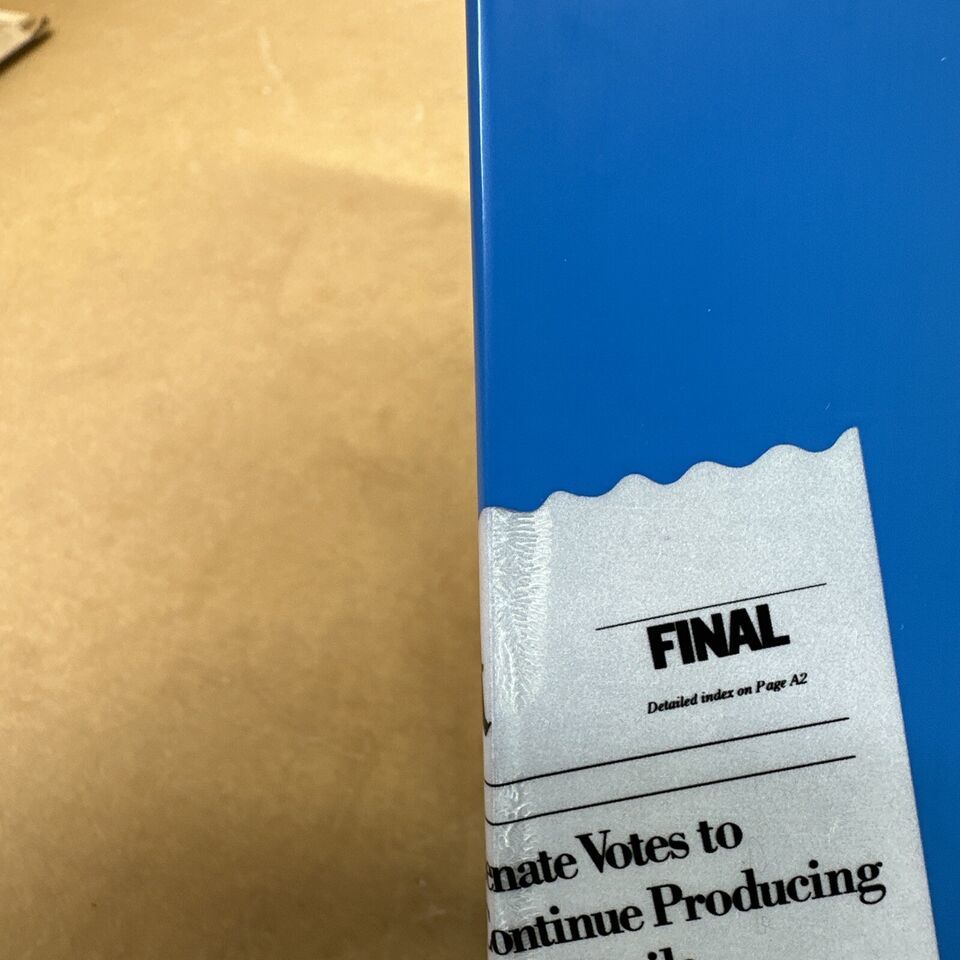 FINAL
Detailed index on Page A2
enate Votes to
ontinue Producing